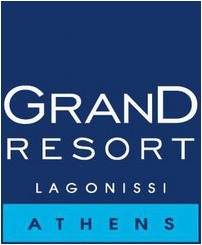 GRAND
RESORT
LAGONISSI
ATHENS